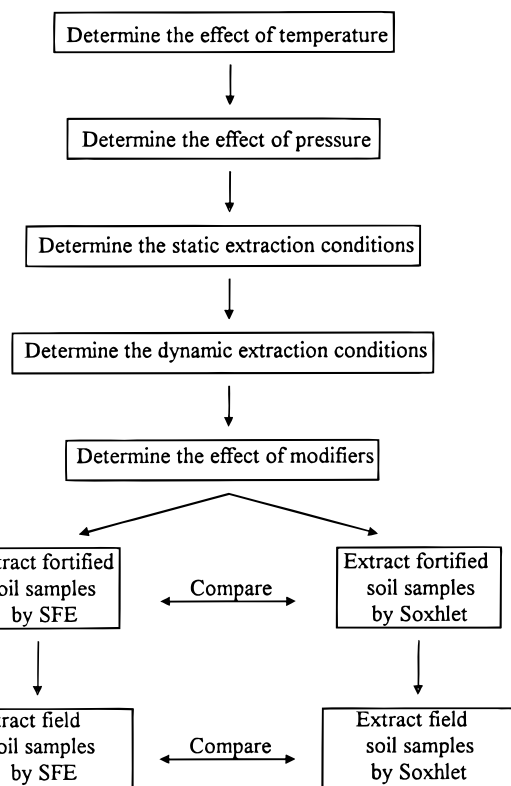 Determine the effect of temperature
Determine the effect of pressure
Determine the static extraction conditions
Determine the dynamic extraction conditions
Determine the effect of modifiers
tract fortified
oil samples
by SFE
Compare
Extract fortified
soil samples
by Soxhlet
tract field
oil samples
by SFE
Compare
Extract field
soil samples
by Soxhlet